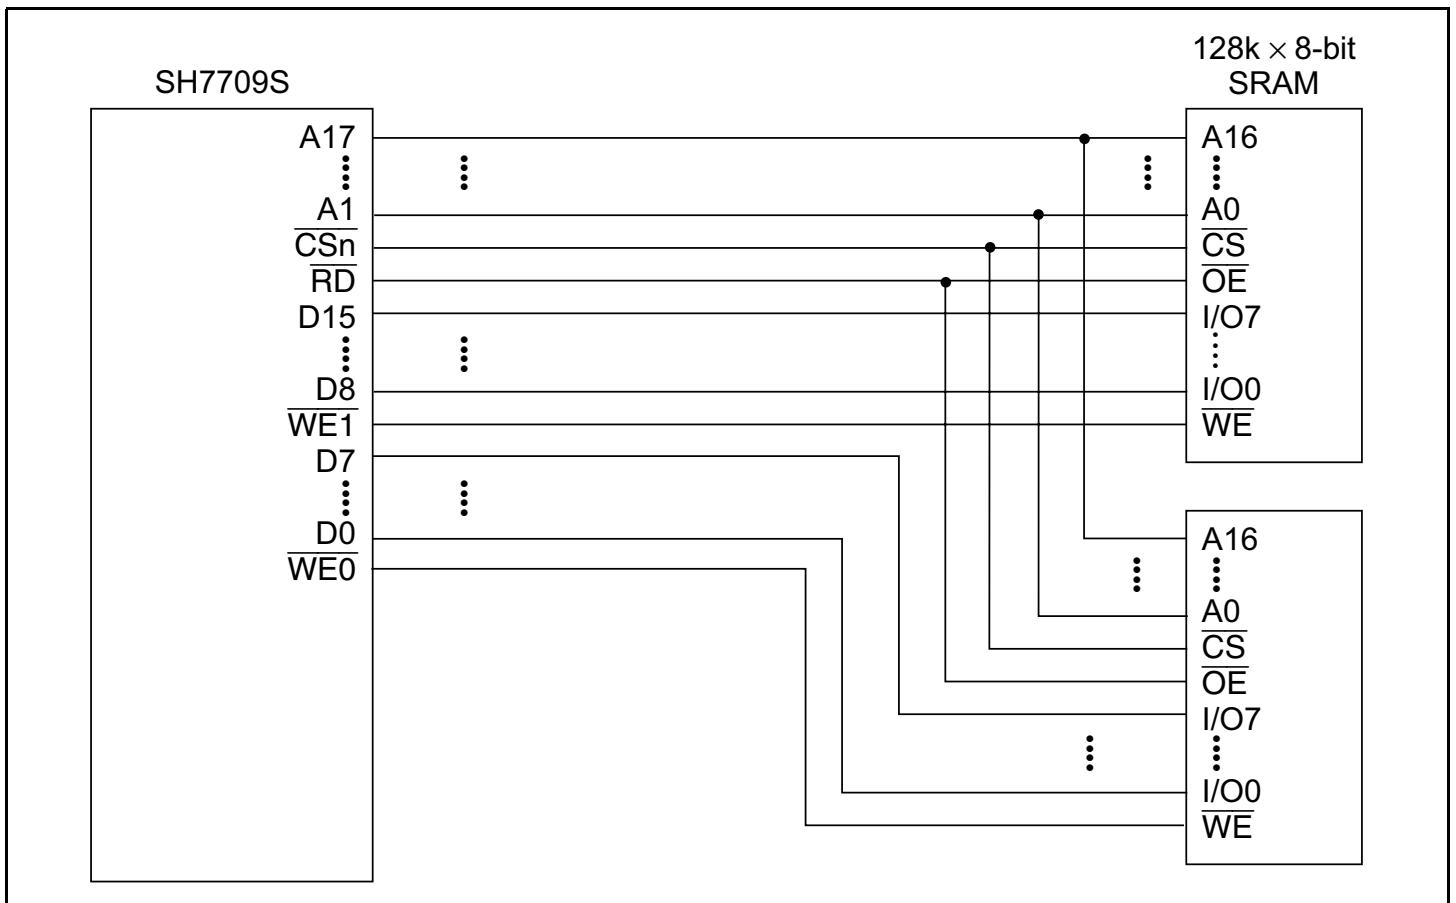 SH7709S
A17
A1
CSn
RD
D15
D8
WE1
D7
D0
WE0
128k × 8-bit
SRAM
A16
A0
CS
OE
I/O7
I/O0
WE
A16
A0
CS
OE
I/O7
I/O0
WE